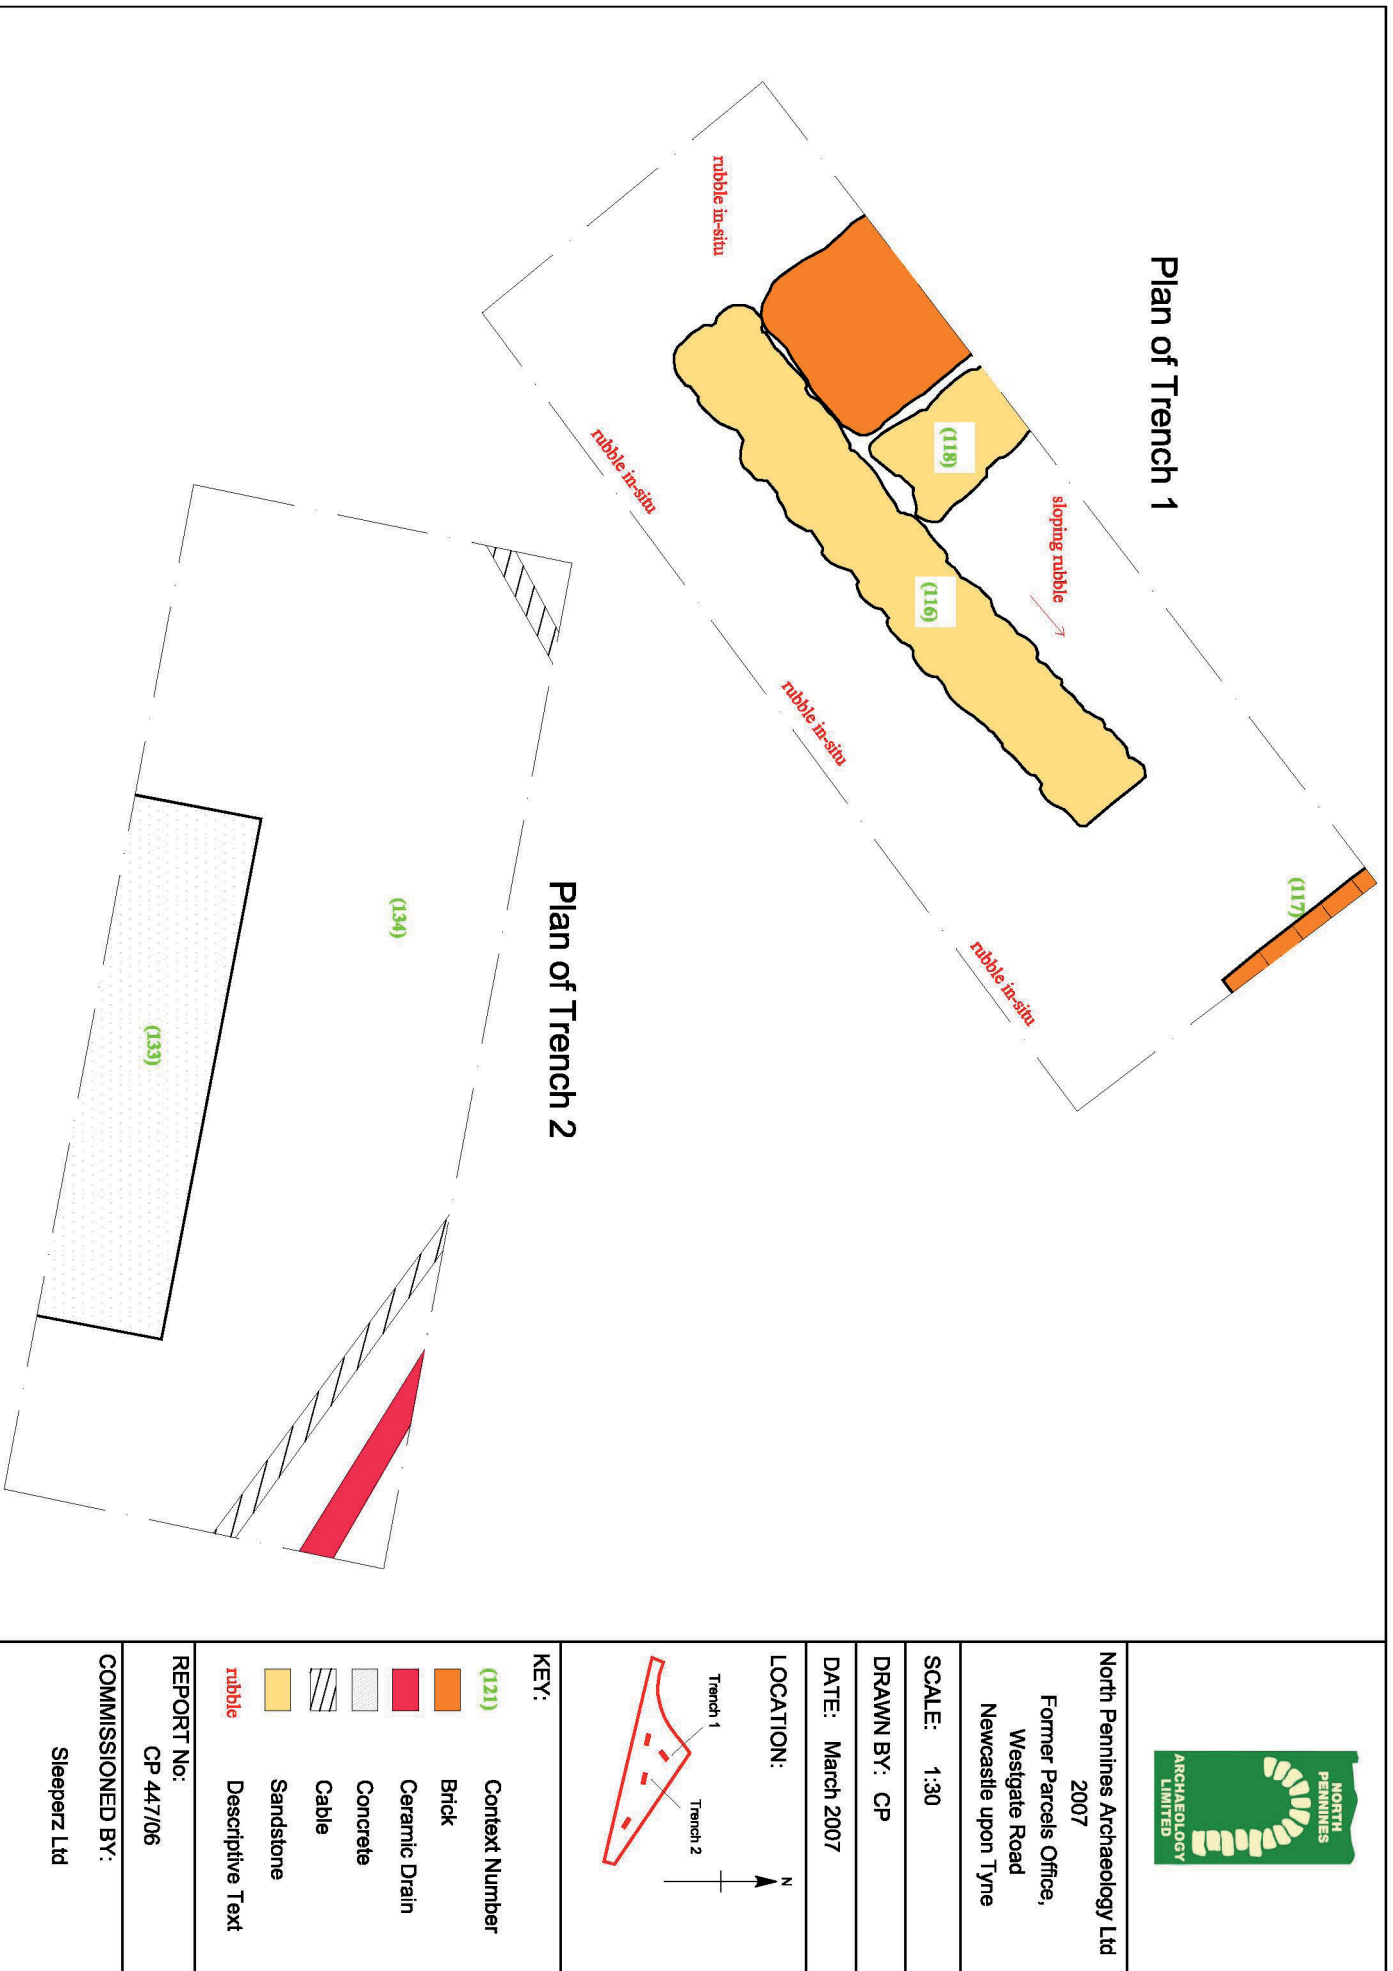 Plan of Trench 1
rubble in-situ
(118)
sloping rubble
(116)
rubble in-situ
rubble in-situ
(117)
rubble in-situ
Plan of Trench 2
(134)
(133)
NORTH
PENNINES
ARCHAEOLOGY
LIMITED
North Pennines Archaeology Ltd
2007
Former Parcels Office,
Westgate Road
Newcastle upon Tyne
SCALE: 1:30
DRAWN BY: CP
DATE: March 2007
LOCATION:
N
Trench 1
Trench 2
KEY:
(121) Context Number
Brick
Ceramic Drain
Concrete
Cable
Sandstone
rubble Descriptive Text
REPORT No:
CP 447/06
COMMISSIONED BY:
Sleeperz Ltd